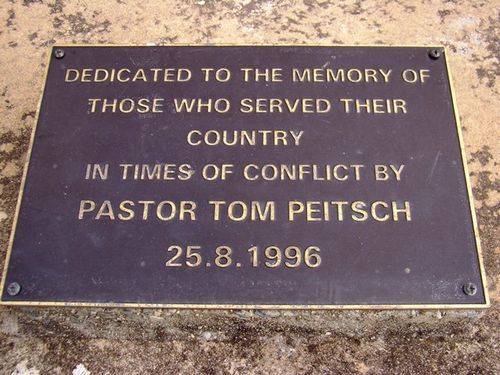 DEDICATED TO THE MEMORY OF
THOSE WHO SERVED THEIR
COUNTRY
IN TIMES OF CONFLICT BY
PASTOR TOM PEITSCH
25.8.1996